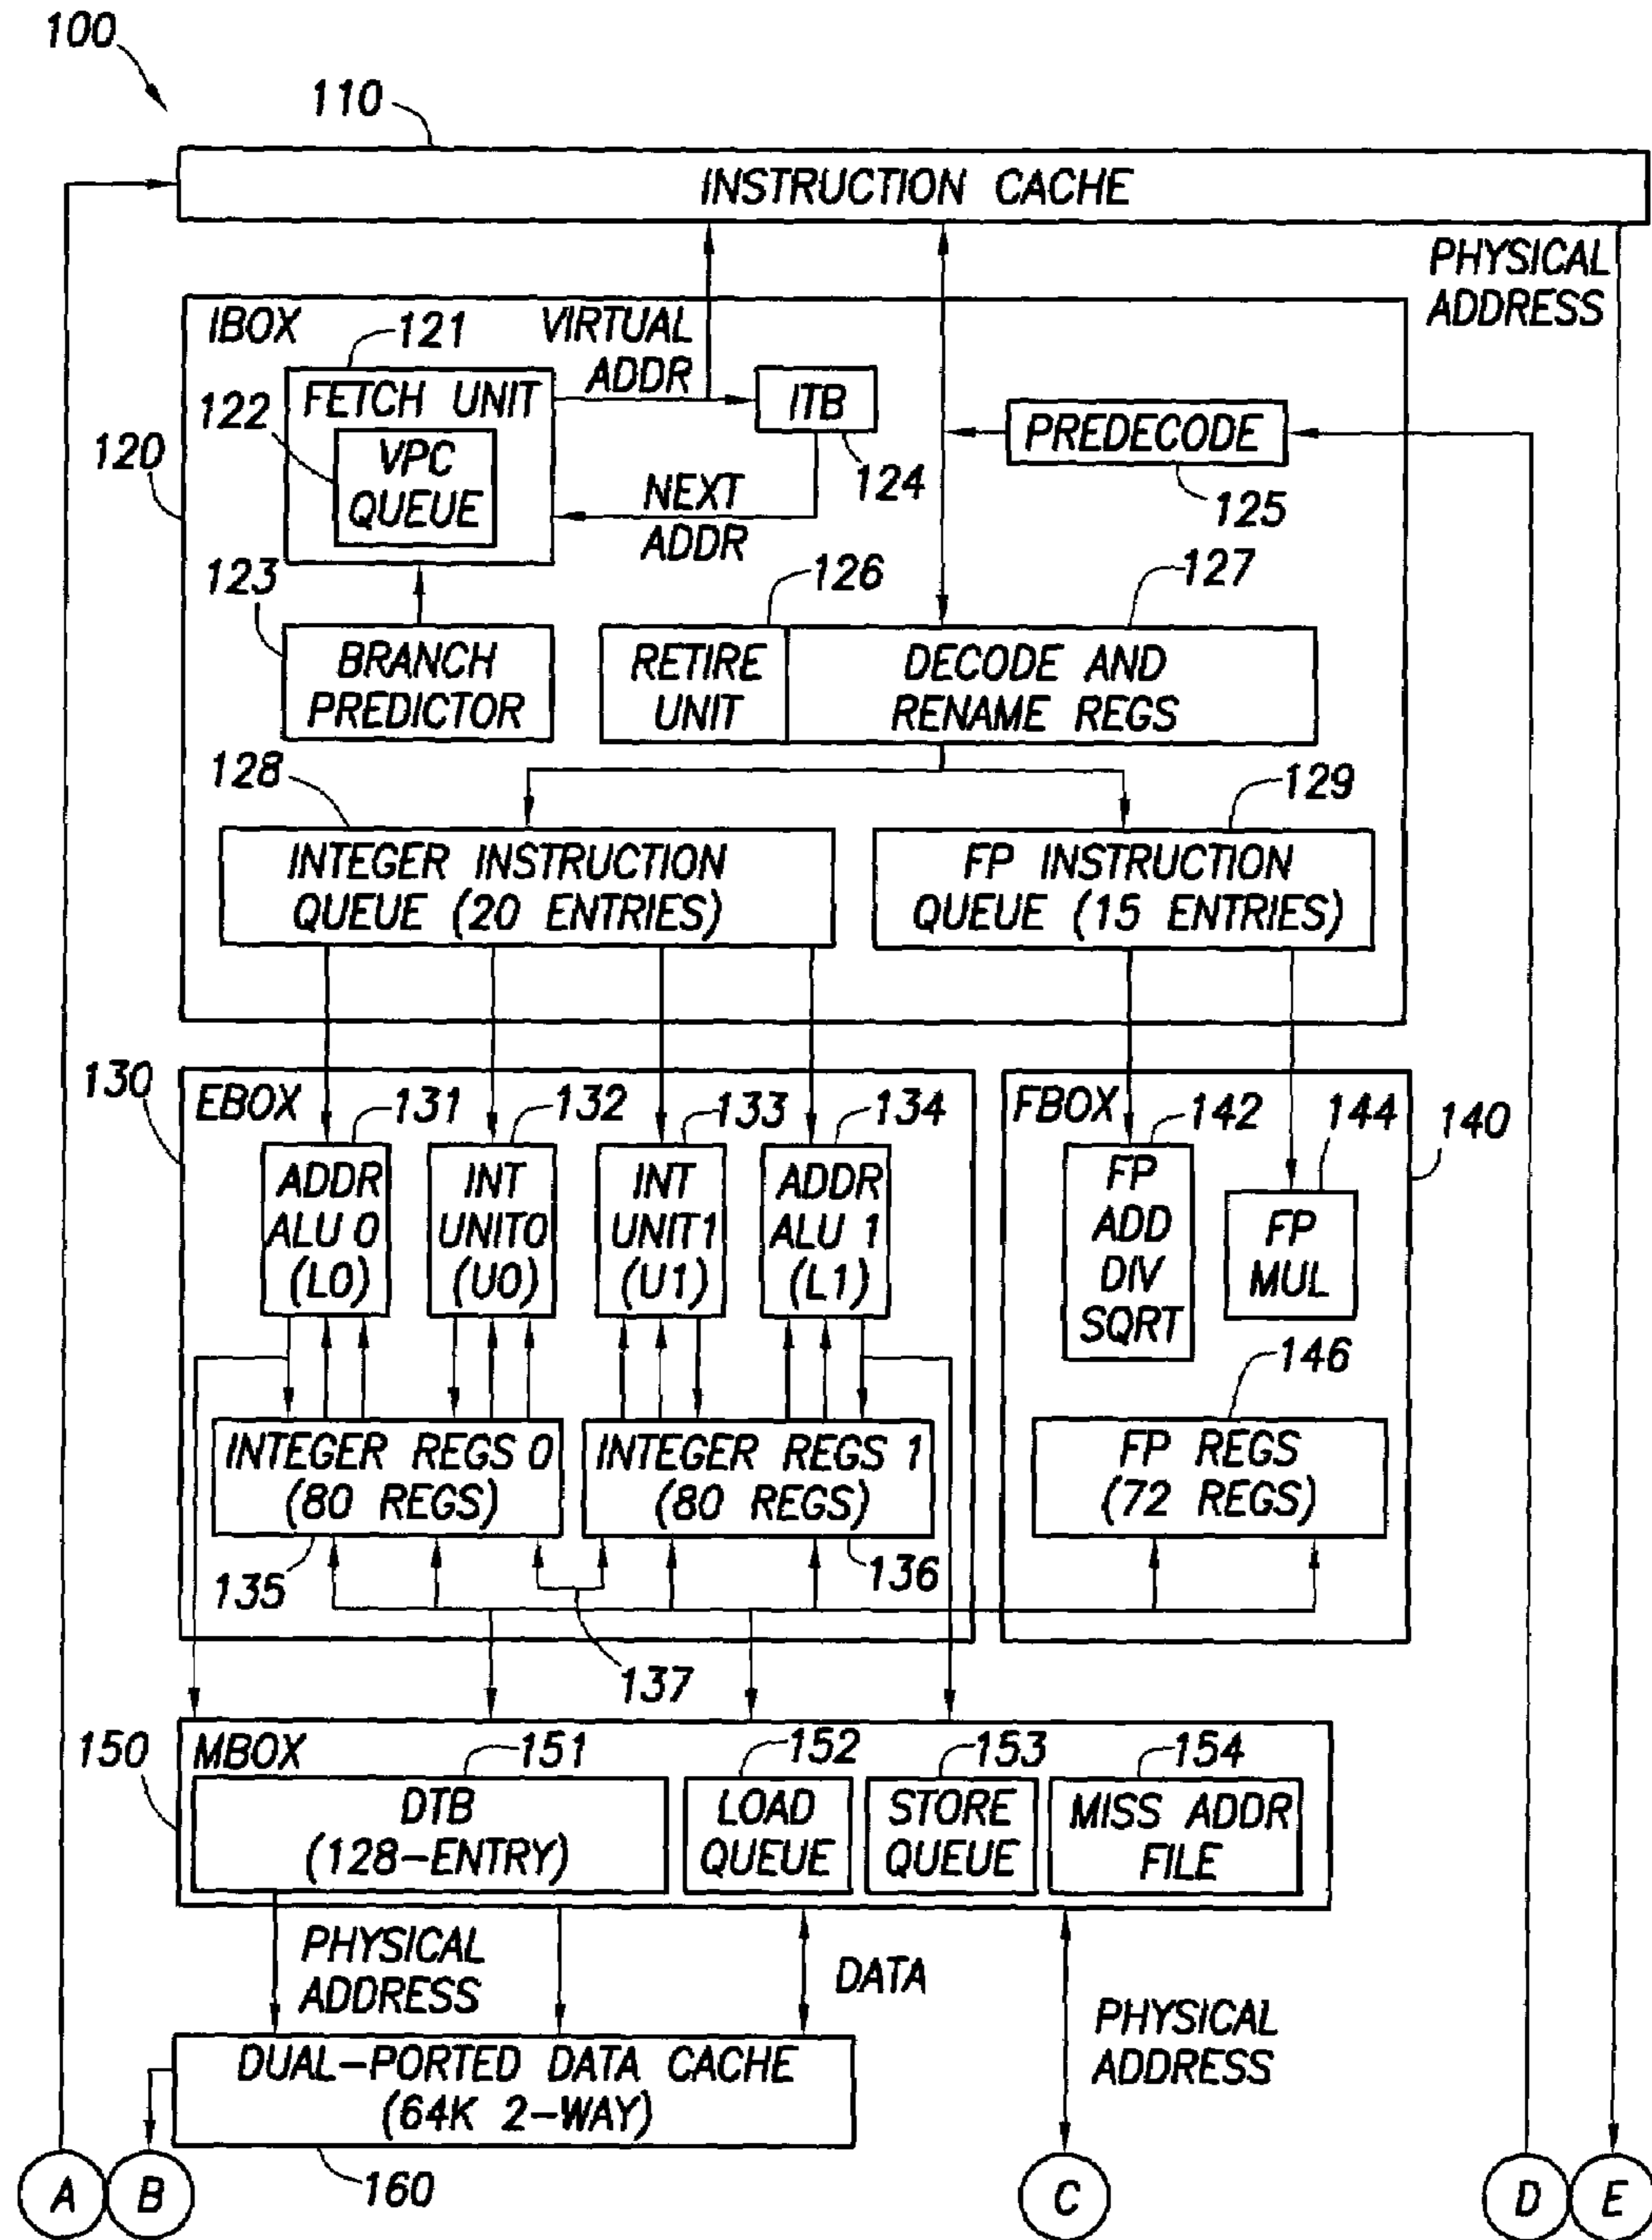 100
110
INSTRUCTION CACHE
PHYSICAL
ADDRESS
IBOX
121
VIRTUAL
ADDR
FETCH UNIT
122
VPC
QUEUE
ITB
124
PREDECODE
125
120
NEXT
ADDR
123
126
127
BRANCH
PREDICTOR
RETIRE
UNIT
DECODE AND
RENAME REGS
128
129
INTEGER INSTRUCTION
QUEUE (20 ENTRIES)
FP INSTRUCTION
QUEUE (15 ENTRIES)
130
EBOX
131
132
133
134
FBOX
142
144
140
ADDR
ALU 0
(L0)
INT
UNIT0
(U0)
INT
UNIT1
(U1)
ADDR
ALU 1
(L1)
FP
ADD
DIV
SQRT
FP
MUL
146
INTEGER REGS 0
(80 REGS)
INTEGER REGS 1
(80 REGS)
FP REGS
(72 REGS)
135
136
137
150
MBOX
151
152
153
154
DTB
(128-ENTRY)
LOAD
QUEUE
STORE
QUEUE
MISS ADDR
FILE
PHYSICAL
ADDRESS
DATA
PHYSICAL
ADDRESS
DUAL-PORTED DATA CACHE
(64K 2-WAY)
160
A
B
C
D
E